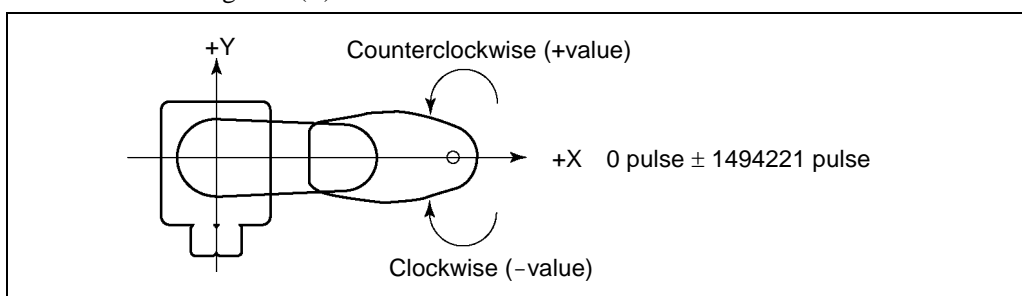 +Y
Counterclockwise (+value)
+X 0 pulse ± 1494221 pulse
Clockwise (−value)